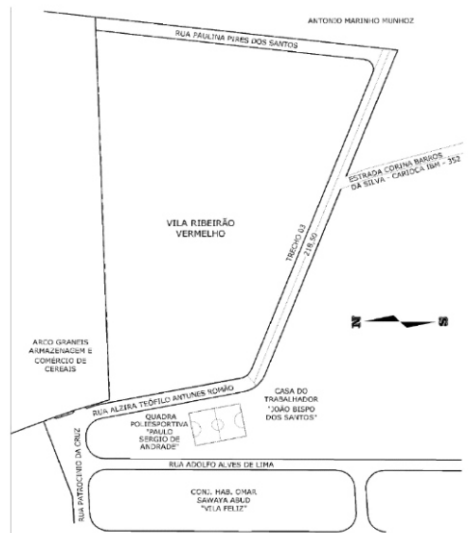 ANTONIO MARINHO MUNHOZ
RUA PAULINA PIRES DOS SANTOS
ESTRADA CORINA BARROS
DA SILVA - CARIOCA IBM - 352
VILA RIBEIRÃO
VERMELHO
TRECHO 03
218,50
N
S
ARCO GRANEIS
ARMAZENAGEM E
COMÉRCIO DE
CEREAIS
RUA ALZIRA TEÓFILO ANTUNES ROMÃO
CASA DO
TRABALHADOR
"JOÃO BISPO
DOS SANTOS"
QUADRA
POLIESPORTIVA
"PAULO
SERGIO DE
ANDRADE"
RUA PATROCINIO DA CRUZ
RUA ADOLFO ALVES DE LIMA
CONJ. HAB. OMAR
SAWAYA ABUD
"VILA FELIZ"